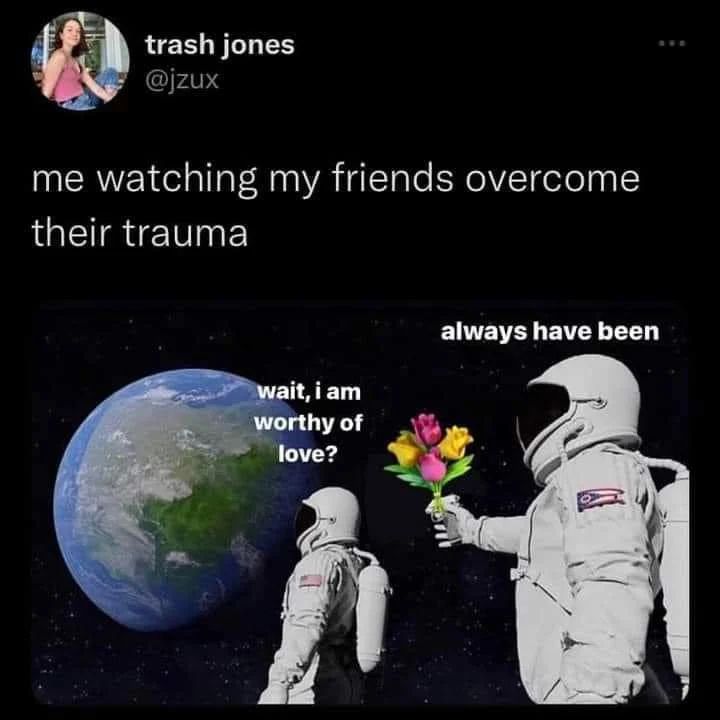 trash jones
@jzux
me watching my friends overcome
their trauma
always have been
wait, i am
worthy of
love?